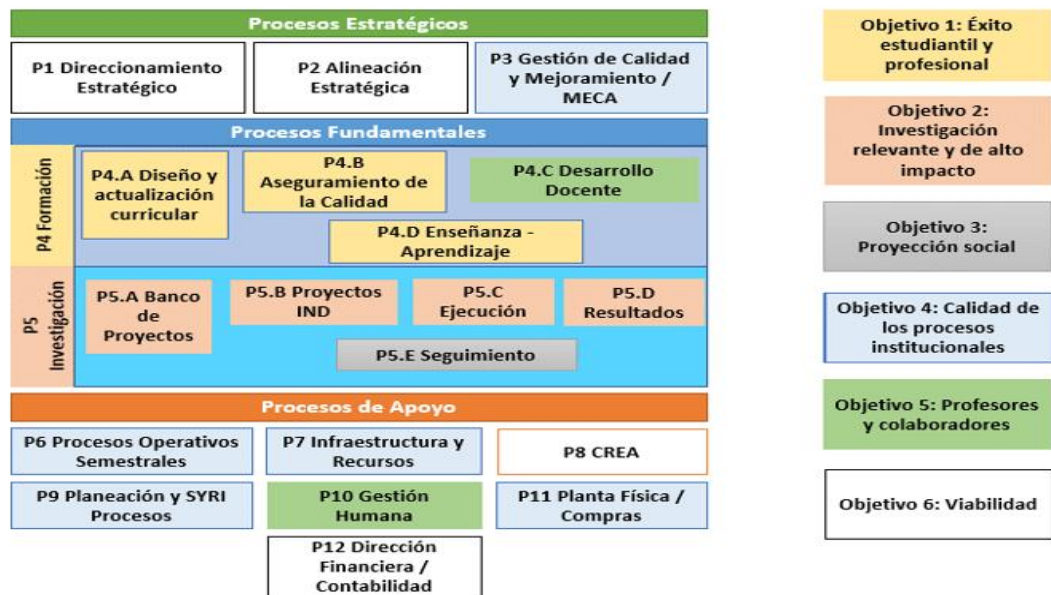 Procesos Estratégicos
P1 Direccionamiento
Estratégico
P2 Alineación
Estratégica
P3 Gestión de Calidad
y Mejoramiento /
MECA
Procesos Fundamentales
P4 Formación
P4.A Diseño y
actualización
curricular
P4.B
Aseguramiento de
la Calidad
P4.C Desarrollo
Docente
P4.D Enseñanza -
Aprendizaje
P5
Investigación
P5.A Banco
de
Proyectos
P5.B Proyectos
IND
P5.C
Ejecución
P5.D
Resultados
P5.E Seguimiento
Procesos de Apoyo
P6 Procesos Operativos
Semestrales
P7 Infraestructura y
Recursos
P8 CREA
P9 Planeación y SYRI
Procesos
P10 Gestión
Humana
P11 Planta Física /
Compras
P12 Dirección
Financiera /
Contabilidad
Objetivo 1: Éxito
estudiantil y
profesional
Objetivo 2:
Investigación
relevante y de alto
impacto
Objetivo 3:
Proyección social
Objetivo 4: Calidad de
los procesos
institucionales
Objetivo 5: Profesores
y colaboradores
Objetivo 6: Viabilidad